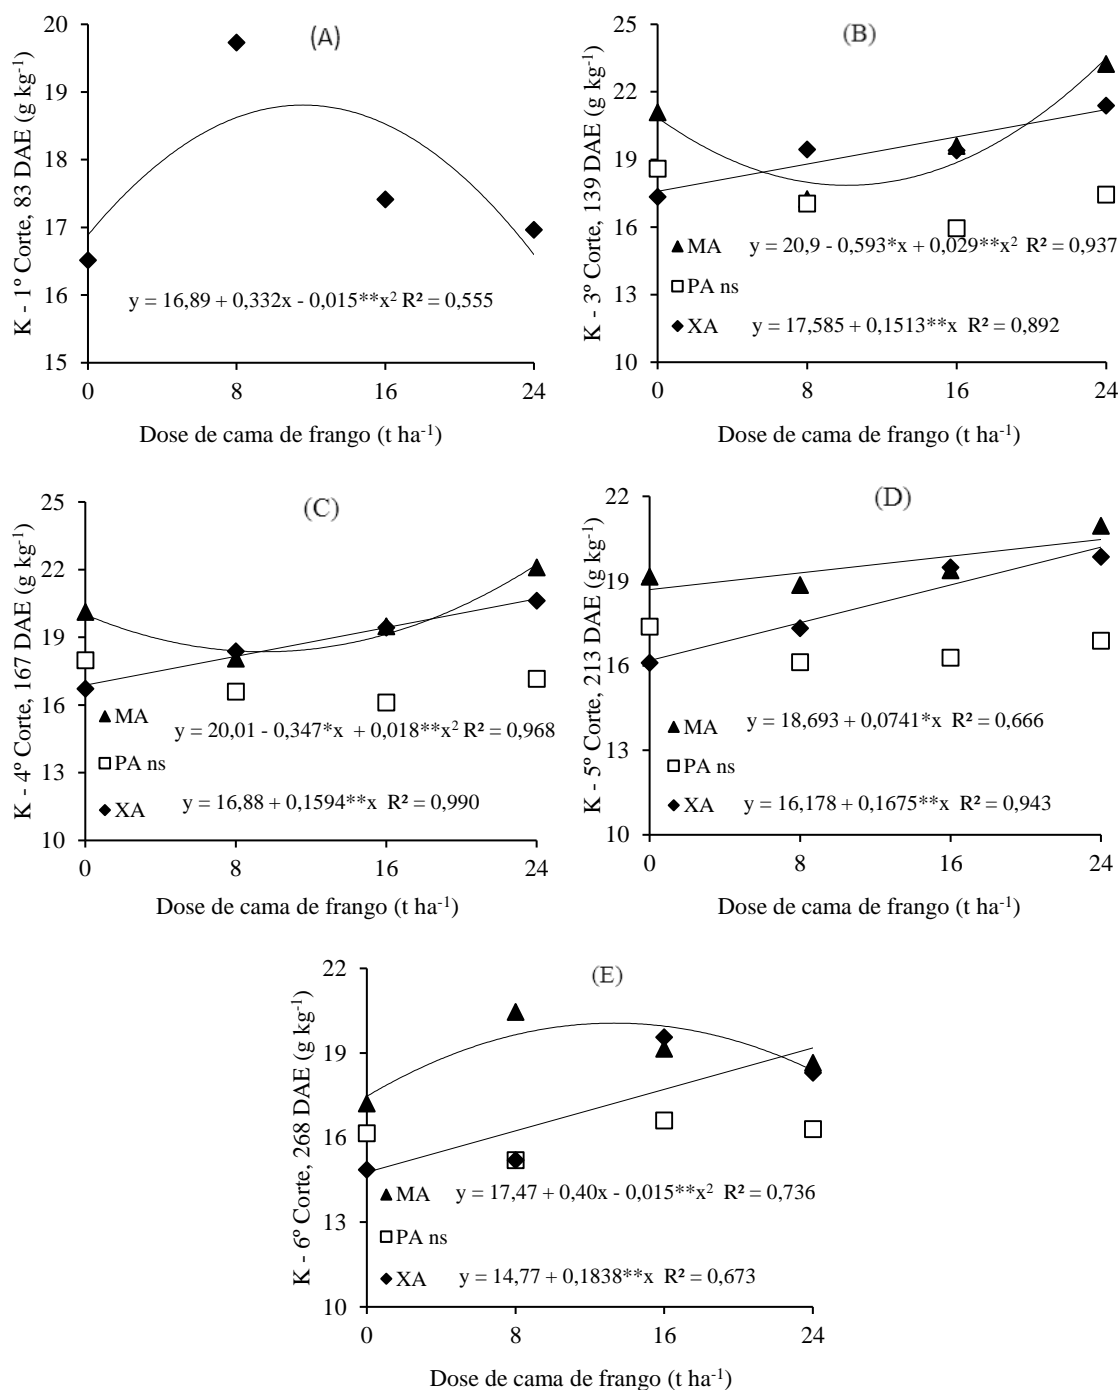 (A)
K - 1º Corte, 83 DAE (g kg⁻¹)
20
19
18
17
16
15
y = 16,89 + 0,332x - 0,015**x² R² = 0,555
0 8 16 24
Dose de cama de frango (t ha⁻¹)
(B)
K - 3º Corte, 139 DAE (g kg⁻¹)
25
22
19
16
13
10
MA y = 20,9 - 0,593*x + 0,029**x² R² = 0,937
PA ns
XA y = 17,585 + 0,1513**x R² = 0,892
0 8 16 24
Dose de cama de frango (t ha⁻¹)
(C)
K - 4º Corte, 167 DAE (g kg⁻¹)
25
22
19
16
13
10
MA y = 20,01 - 0,347*x + 0,018**x² R² = 0,968
PA ns
XA y = 16,88 + 0,1594**x R² = 0,990
0 8 16 24
Dose de cama de frango (t ha⁻¹)
(D)
K - 5º Corte, 213 DAE (g kg⁻¹)
22
19
16
13
10
MA y = 18,693 + 0,0741*x R² = 0,666
PA ns
XA y = 16,178 + 0,1675**x R² = 0,943
0 8 16 24
Dose de cama de frango (t ha⁻¹)
(E)
K - 6º Corte, 268 DAE (g kg⁻¹)
22
19
16
13
10
MA y = 17,47 + 0,40x - 0,015**x² R² = 0,736
PA ns
XA y = 14,77 + 0,1838**x R² = 0,673
0 8 16 24
Dose de cama de frango (t ha⁻¹)